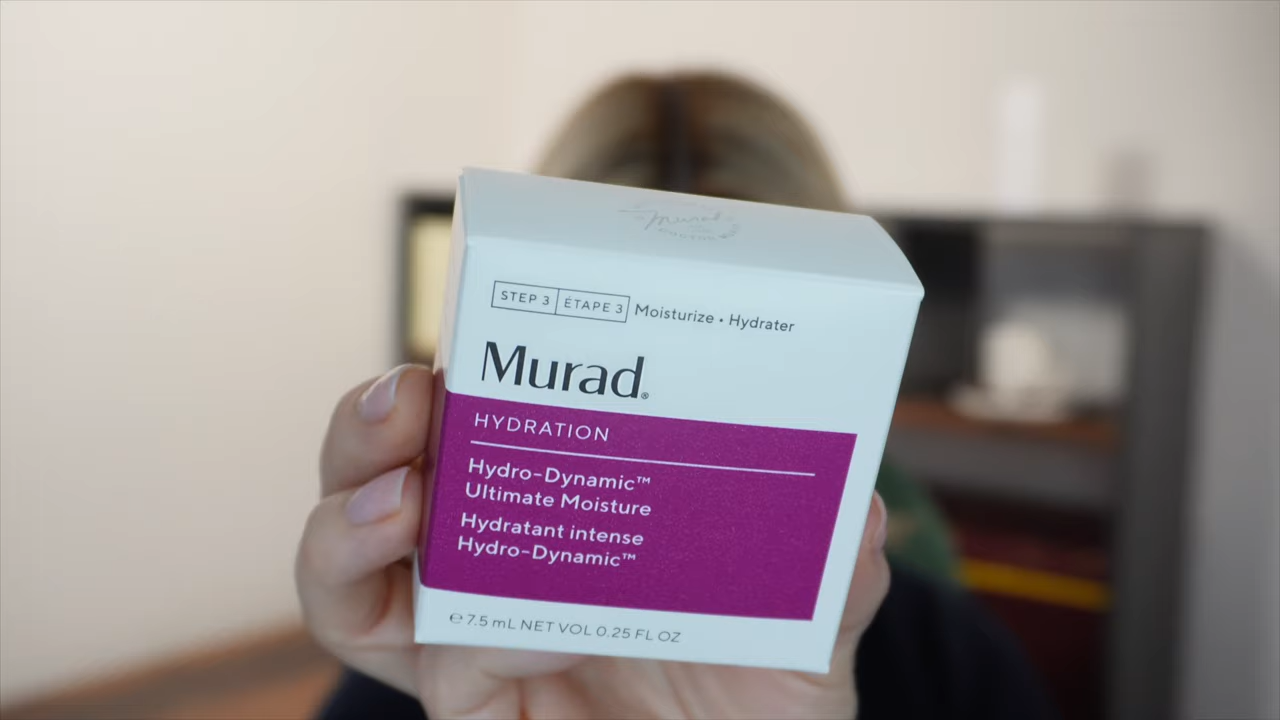 Murad
STEP 3 ÉTAPE 3 Moisturize • Hydrater
Murad®
HYDRATION
Hydro-Dynamic™
Ultimate Moisture
Hydratant intense
Hydro-Dynamic™
℮ 7.5 mL NET VOL 0.25 FL OZ